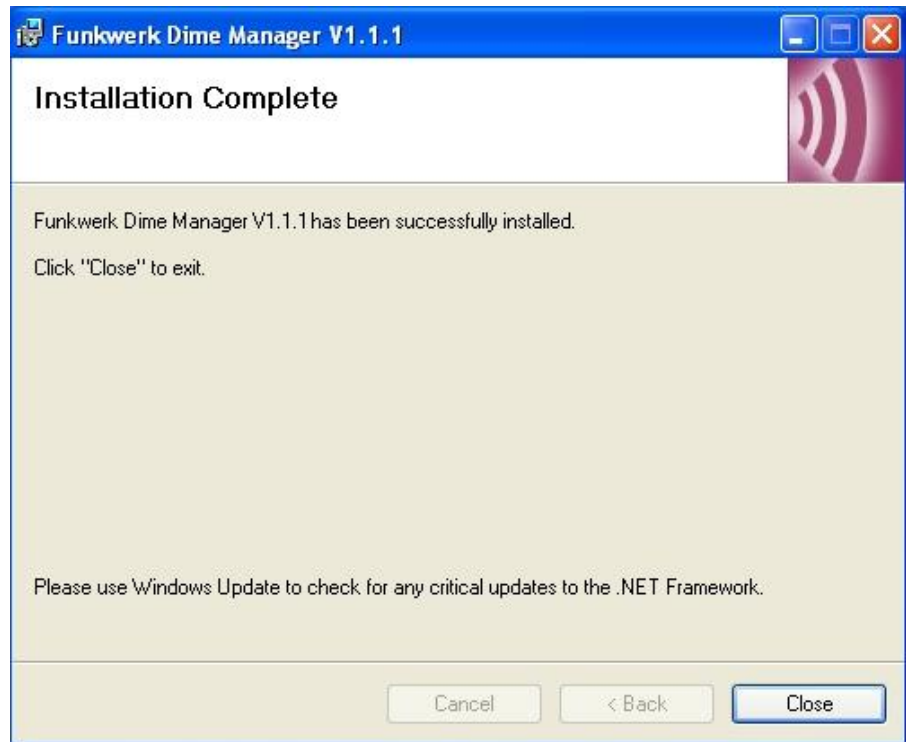 Funkwerk Dime Manager V1.1.1
Installation Complete
Funkwerk Dime Manager V1.1.1 has been successfully installed.
Click "Close" to exit.
Please use Windows Update to check for any critical updates to the .NET Framework.
Cancel
< Back
Close